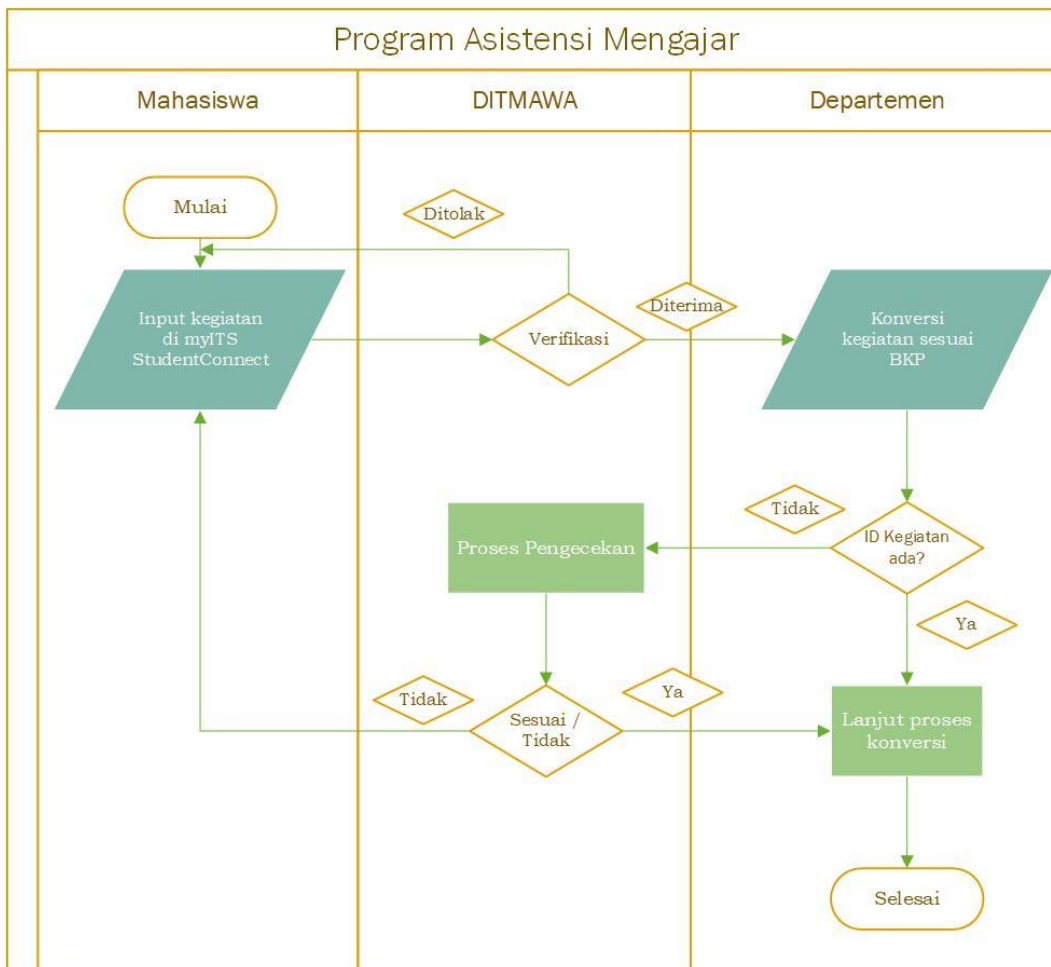 Program Asistensi Mengajar
Mahasiswa
DITMAWA
Departemen
Mulai
Ditolak
Input kegiatan
di myITS
StudentConnect
Verifikasi
Diterima
Konversi
kegiatan sesuai
BKP
Tidak
ID Kegiatan
ada?
Proses Pengecekan
Ya
Tidak
Sesuai /
Tidak
Ya
Lanjut proses
konversi
Selesai